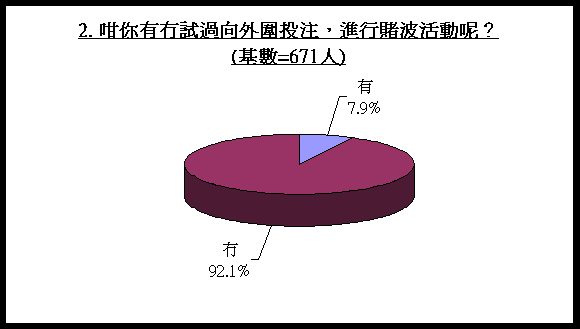 2. 咁你有冇試過向外圍投注，進行賭波活動呢？
(基數=671人)
有
7.9%
冇
92.1%